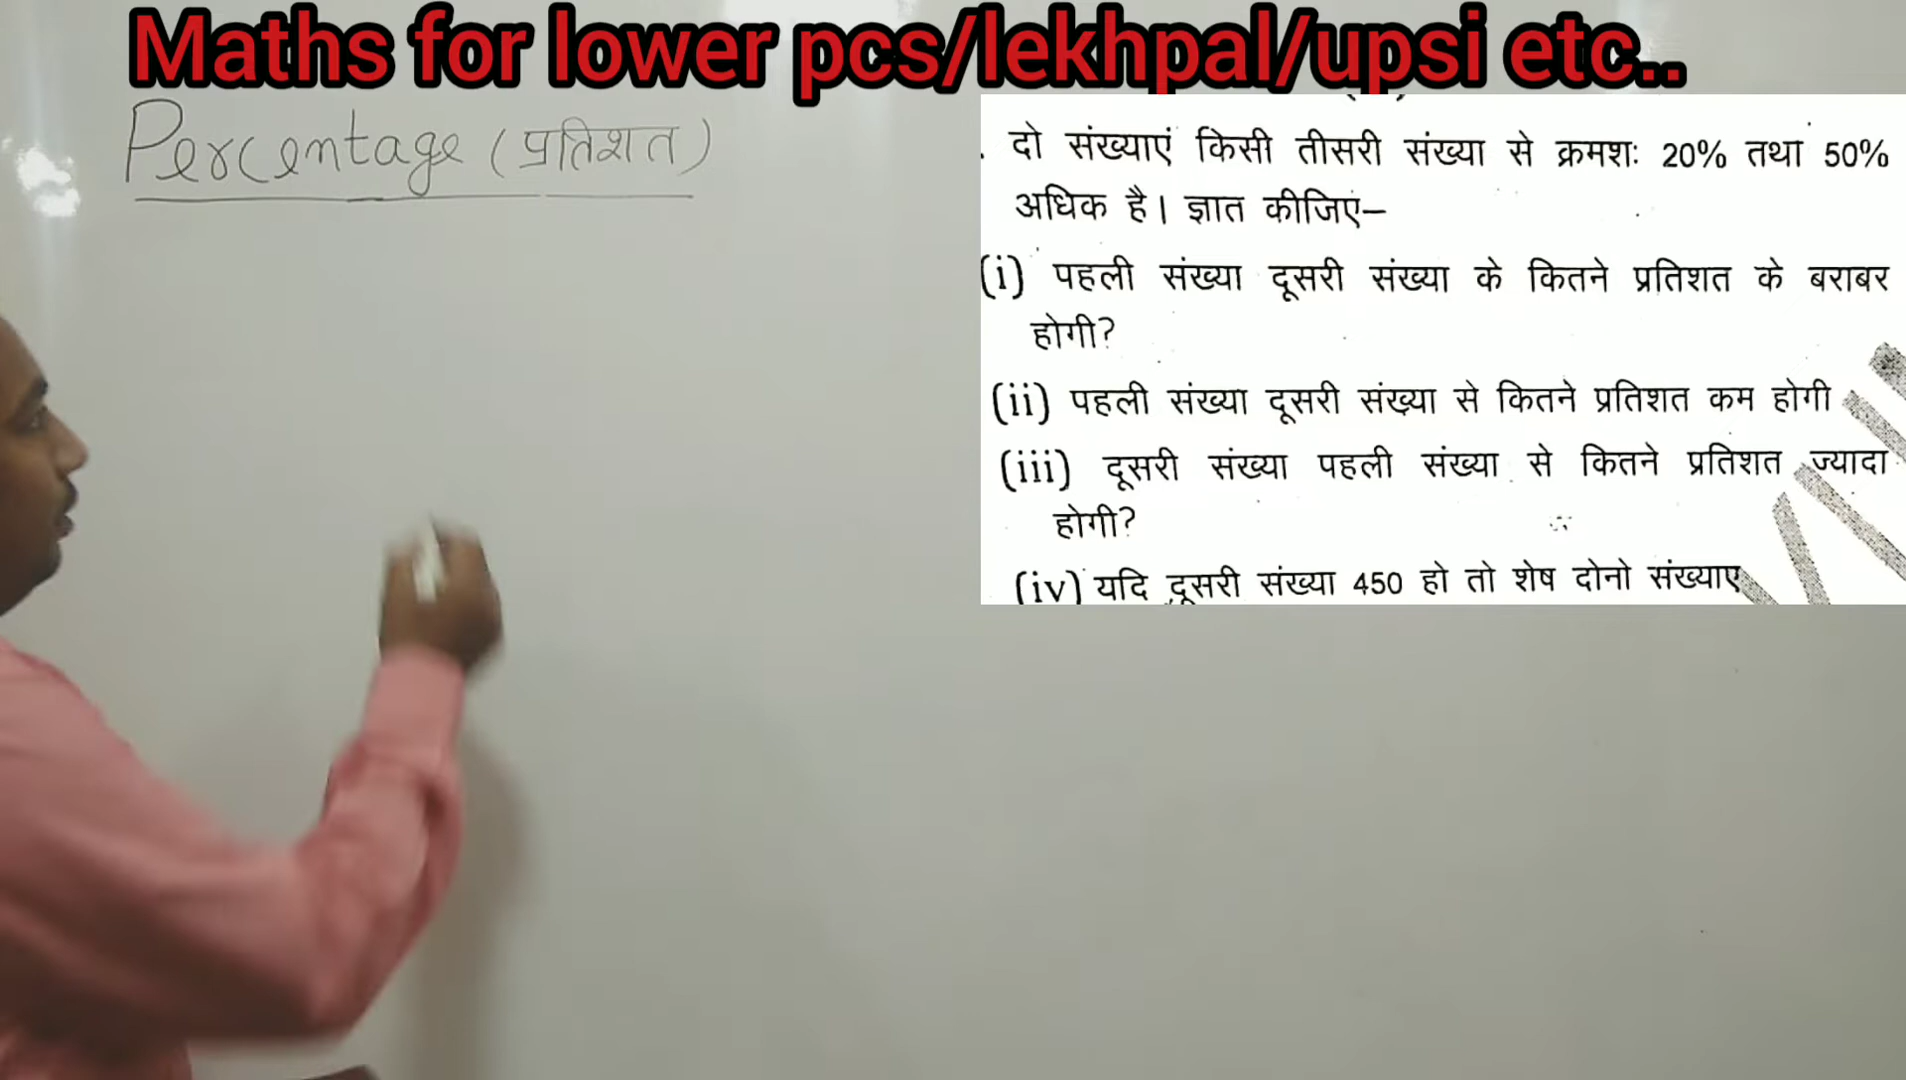 Maths for lower pcs/lekhpal/upsi etc..
Percentage (प्रतिशत)
. दो संख्याएं किसी तीसरी संख्या से क्रमशः 20% तथा 50%
अधिक है। ज्ञात कीजिएं–
(i) पहली संख्या दूसरी संख्या के कितने प्रतिशत के बराबर
होगी?
(ii) पहली संख्या दूसरी संख्या से कितने प्रतिशत कम होगी
(iii) दूसरी संख्या पहली संख्या से कितने प्रतिशत ज्यादा
होगी?
(iv) यदि दूसरी संख्या 450 हो तो शेष दोनो संख्याए